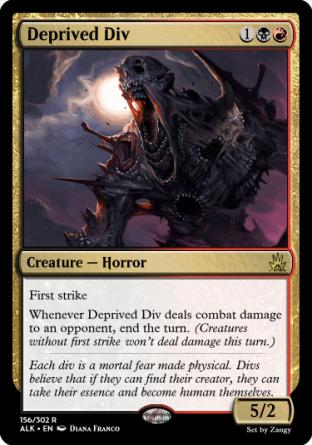 Deprived Div 1
Creature — Horror
First strike
Whenever Deprived Div deals combat damage
to an opponent, end the turn. (Creatures
without first strike won't deal damage this turn.)
Each div is a mortal fear made physical. Divs
believe that if they can find their creator, they can
take their essence and become human themselves.
5/2
156/302 R
ALK • EN Diana Franco
Set by Zangy